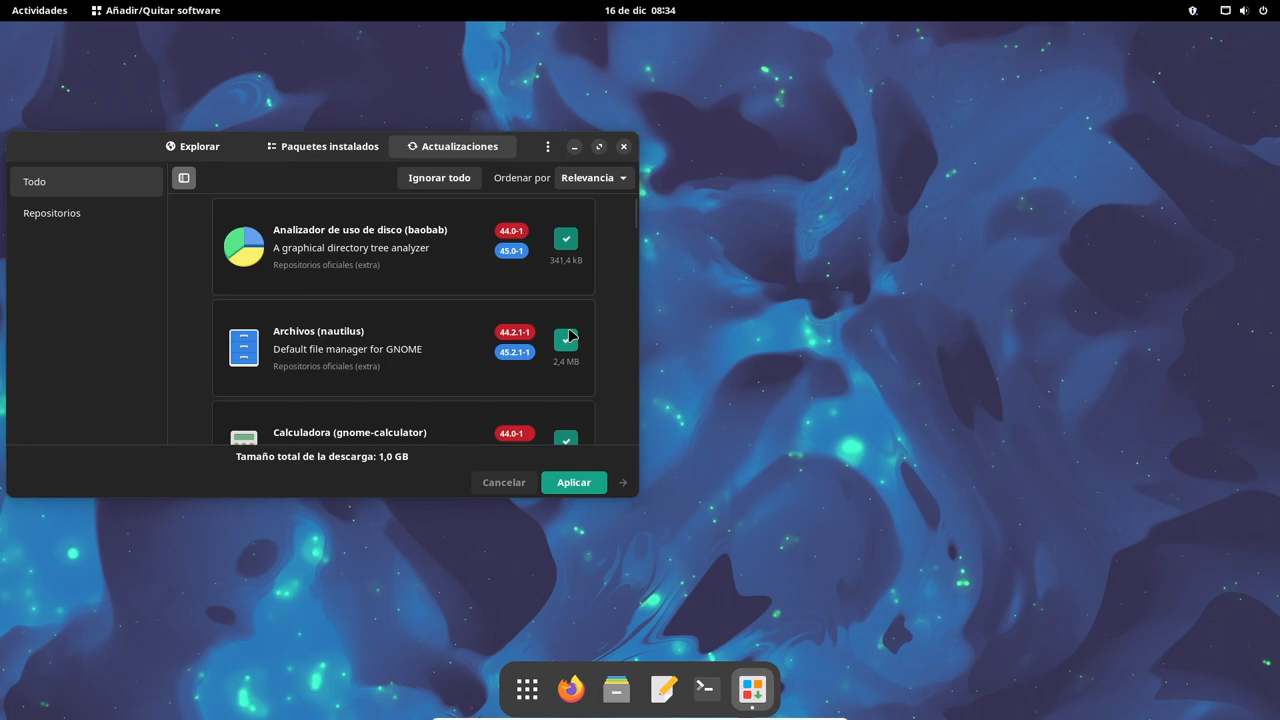 Actividades
Añadir/Quitar software
16 de dic 08:34
Explorar
Paquetes instalados
Actualizaciones
Todo
Repositorios
Ignorar todo
Ordenar por
Relevancia
Analizador de uso de disco (baobab)
A graphical directory tree analyzer
Repositorios oficiales (extra)
44.0-1
45.0-1
341,4 kB
Archivos (nautilus)
Default file manager for GNOME
Repositorios oficiales (extra)
44.2.1-1
45.2.1-1
2,4 MB
Calculadora (gnome-calculator)
44.0-1
Tamaño total de la descarga: 1,0 GB
Cancelar
Aplicar